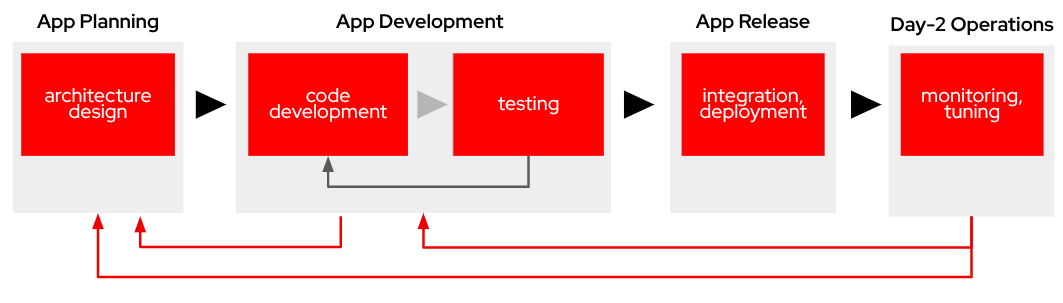 App Planning
App Development
App Release
Day-2 Operations
architecture
design
code
development
testing
integration,
deployment
monitoring,
tuning